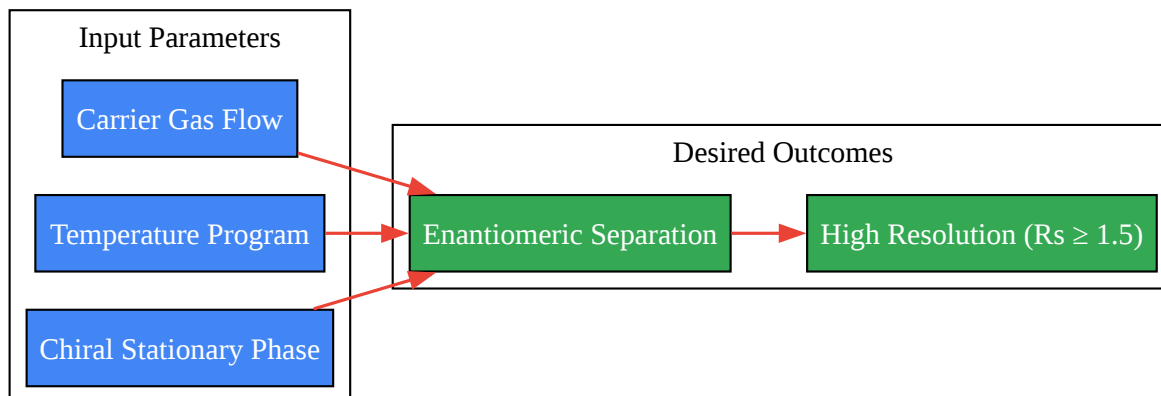 Input Parameters
Carrier Gas Flow
Temperature Program
Chiral Stationary Phase
Desired Outcomes
Enantiomeric Separation
High Resolution (Rs ≥ 1.5)